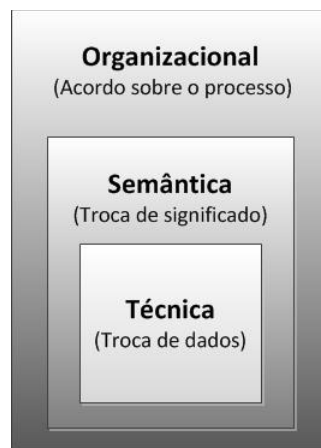 Organizacional
(Acordo sobre o processo)
Semântica
(Troca de significado)
Técnica
(Troca de dados)